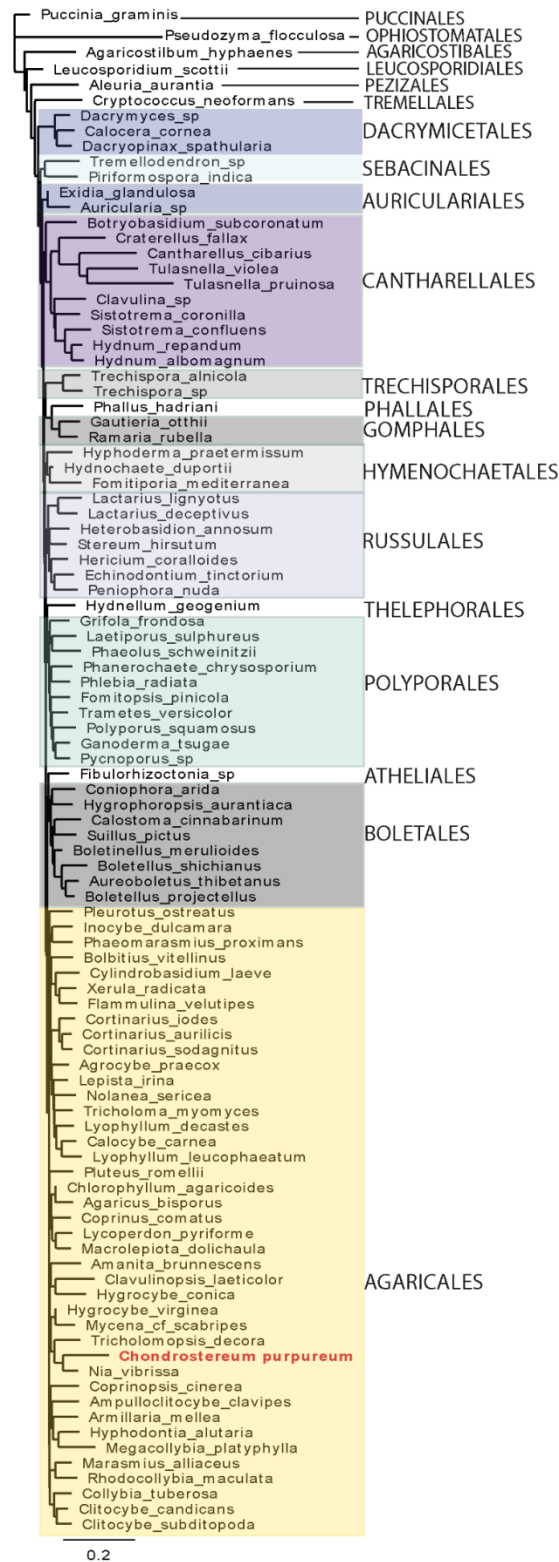 Puccinia_graminis PUCCINALES
Pseudozyma_flocculosa OPHIOSTOMATALES
Agaricostilbum_hyphaenes AGARICOSTIBALES
Leucosporidium_scottii LEUCOSPORIDIALES
Aleuria_aurantia PEZIZALES
Cryptococcus_neoformans TREMELLALES
Dacrymyces_sp
Calocera_cornea DACRYMICETALES
Dacryopinax_spathularia
Tremellodendron_sp SEBACINALES
Piriformospora_indica
Exidia_glandulosa AURICULARIALES
Auricularia_sp
Botryobasidium_subcoronatum
Craterellus_fallax
Cantharellus_cibarius
Tulasnella_violea
Tulasnella_pruinosa CANTHARELLALES
Clavulina_sp
Sistotrema_coronilla
Sistotrema_confluens
Hydnum_repandum
Hydnum_albomagnum
Trechispora_alnicola TRECHISPORALES
Trechispora_sp
Phallus_hadriani PHALLALES
Gautieria_otthii GOMPHALES
Ramaria_rubella
Hyphoderma_praetermissum
Hydnochaete_duportii HYMENOCHAETALES
Fomitiporia_mediterranea
Lactarius_lignyotus
Lactarius_deceptivus
Heterobasidion_annosum
Stereum_hirsutum RUSSULALES
Hericium_coralloides
Echinodontium_tinctorium
Peniophora_nuda
Hydnellum_geogenium THELEPHORALES
Grifola_frondosa
Laetiporus_sulphureus
Phaeolus_schweinitzii
Phanerochaete_chrysosporium
Phlebia_radiata POLYPORALES
Fomitopsis_pinicola
Trametes_versicolor
Polyporus_squamosus
Ganoderma_tsugae
Pycnoporus_sp
Fibulorhizoctonia_sp ATHELIALES
Coniophora_arida
Hygrophoropsis_aurantiaca
Calostoma_cinnabarinum
Suillus_pictus BOLETALES
Boletinellus_merulioides
Boletellus_shichianus
Aureoboletus_thibetanus
Boletellus_projectellus
Pleurotus_ostreatus
Inocybe_dulcamara
Phaeomarasmius_proximans
Bolbitius_vitellinus
Cylindrobasidium_laeve
Xerula_radicata
Flammulina_velutipes
Cortinarius_iodes
Cortinarius_aurilicis
Cortinarius_sodagnitus
Agrocybe_praecox
Lepista_irina
Nolanea_sericea
Tricholoma_myomyces
Lyophyllum_decastes
Calocybe_carnea
Lyophyllum_leucophaeatum
Pluteus_romellii
Chlorophyllum_agaricoides
Agaricus_bisporus
Coprinus_comatus
Lycoperdon_pyriforme
Macrolepiota_dolichaula
Amanita_brunnescens
Clavulinopsis_laeticolor AGARICALES
Hygrocybe_conica
Hygrocybe_virginea
Mycena_cf_scabripes
Tricholomopsis_decora
Chondrostereum purpureum
Nia_vibrissa
Coprinopsis_cinerea
Ampulloclitocybe_clavipes
Armillaria_mellea
Hyphodontia_alutaria
Megacollybia_platyphylla
Marasmius_alliaceus
Rhodocollybia_maculata
Collybia_tuberosa
Clitocybe_candicans
Clitocybe_subditopoda
0.2